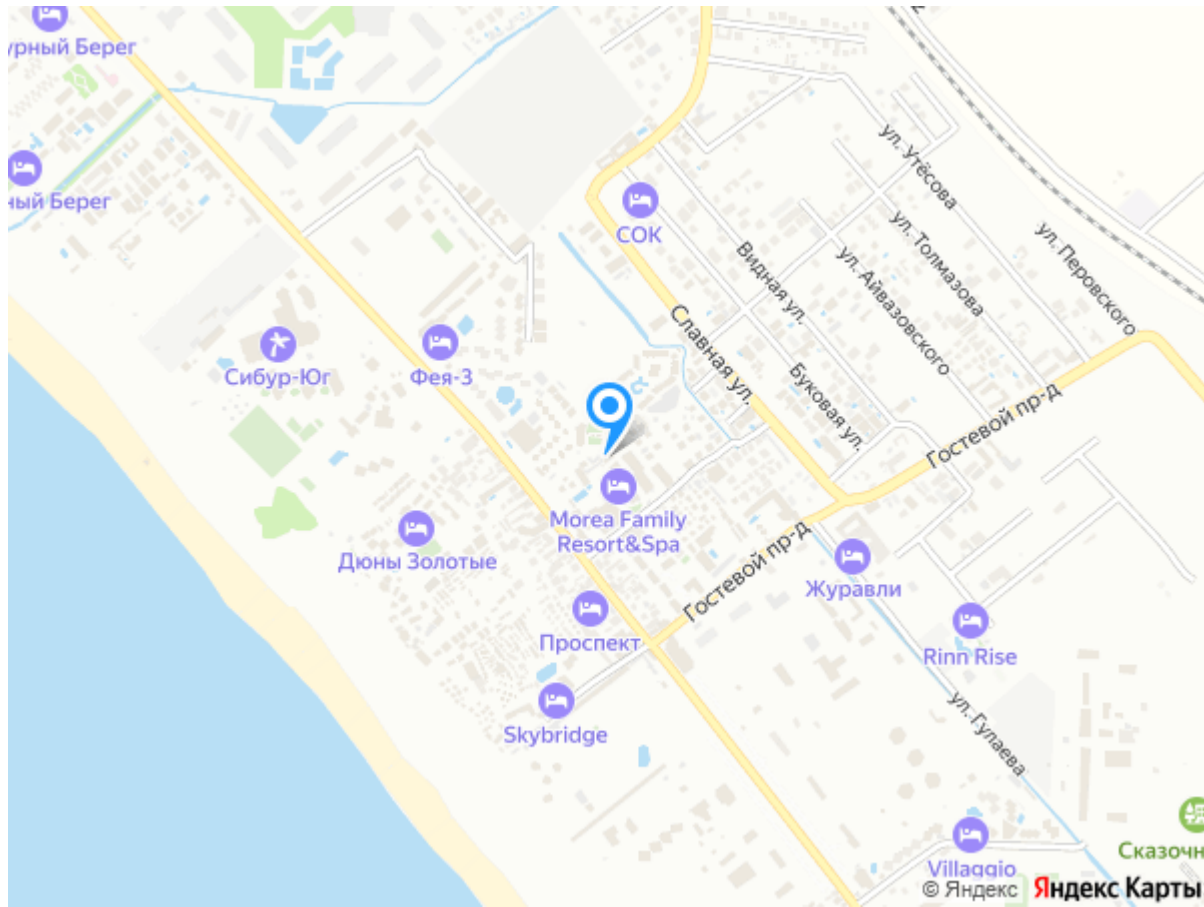 урный Берег
ный Берег
СОК
ул. Утёсова
ул. Толмазова
ул. Перовского
Видная ул.
ул. Айвазовского
Славная ул.
Буковая ул.
Сибур-Юг
Фея-3
Гостевой пр-д
Morea Family
Resort&Spa
Дюны Золотые
Гостевой пр-д
Журавли
Проспект
Rinn Rise
Skybridge
ул. Гулаева
Сказочн
Villaggio
© Яндекс Яндекс Карты